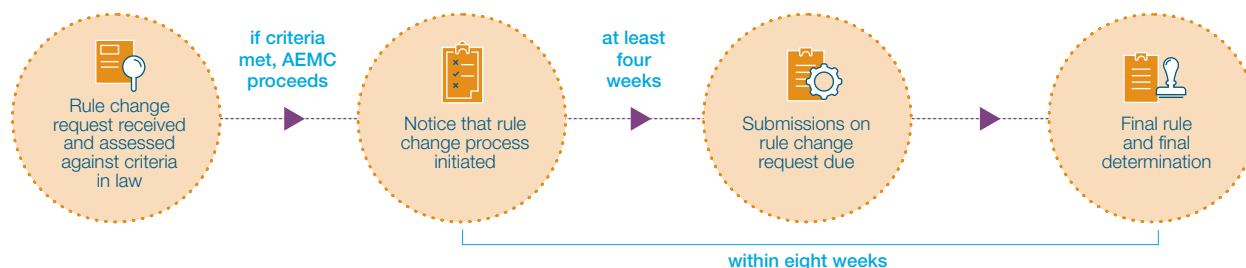 Rule change
request received
and assessed
against criteria
in law
if criteria
met, AEMC
proceeds
Notice that rule
change process
initiated
at least
four
weeks
Submissions on
rule change
request due
Final rule
and final
determination
within eight weeks